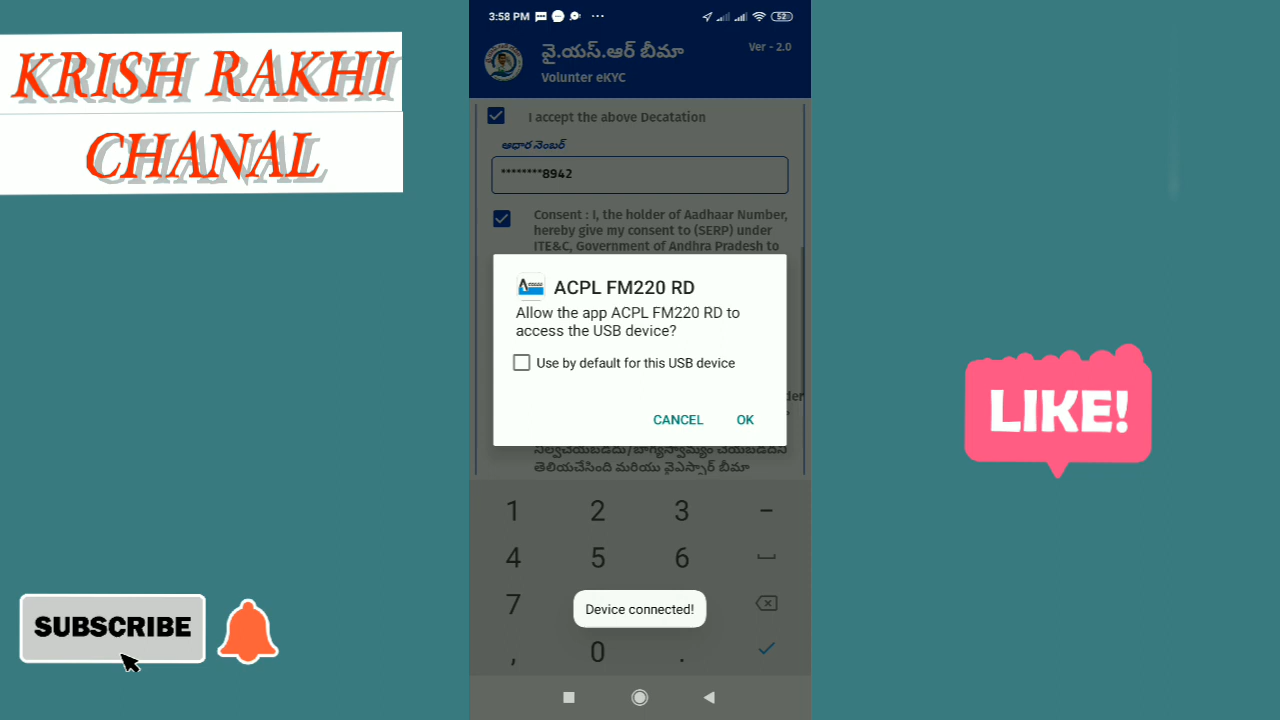 KRISH RAKHI
CHANAL
3:58 PM
52
వై.యస్.ఆర్ బీమా
Ver - 2.0
Volunter eKYC
I accept the above Decatation
ఆధార నెంబర్
********8942
Consent : I, the holder of Aadhaar Number,
hereby give my consent to (SERP) under
ITE&C, Government of Andhra Pradesh to
ACPL FM220 RD
Allow the app ACPL FM220 RD to
access the USB device?
Use by default for this USB device
CANCEL OK
తెలియచేసింది మరియు వైఎస్సార్ బీమా
1 2 3 -
4 5 6
7
Device connected!
, 0 .
LIKE!
SUBSCRIBE